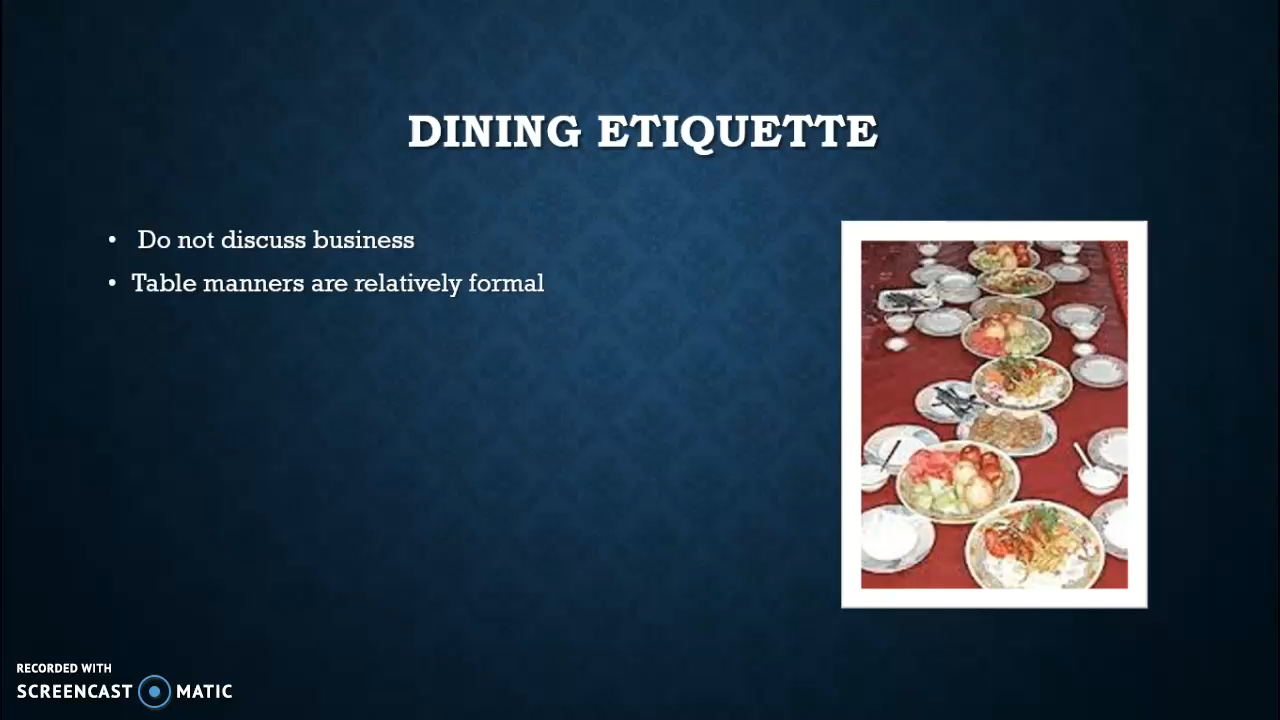 DINING ETIQUETTE
• Do not discuss business
• Table manners are relatively formal
RECORDED WITH
SCREENCAST MATIC